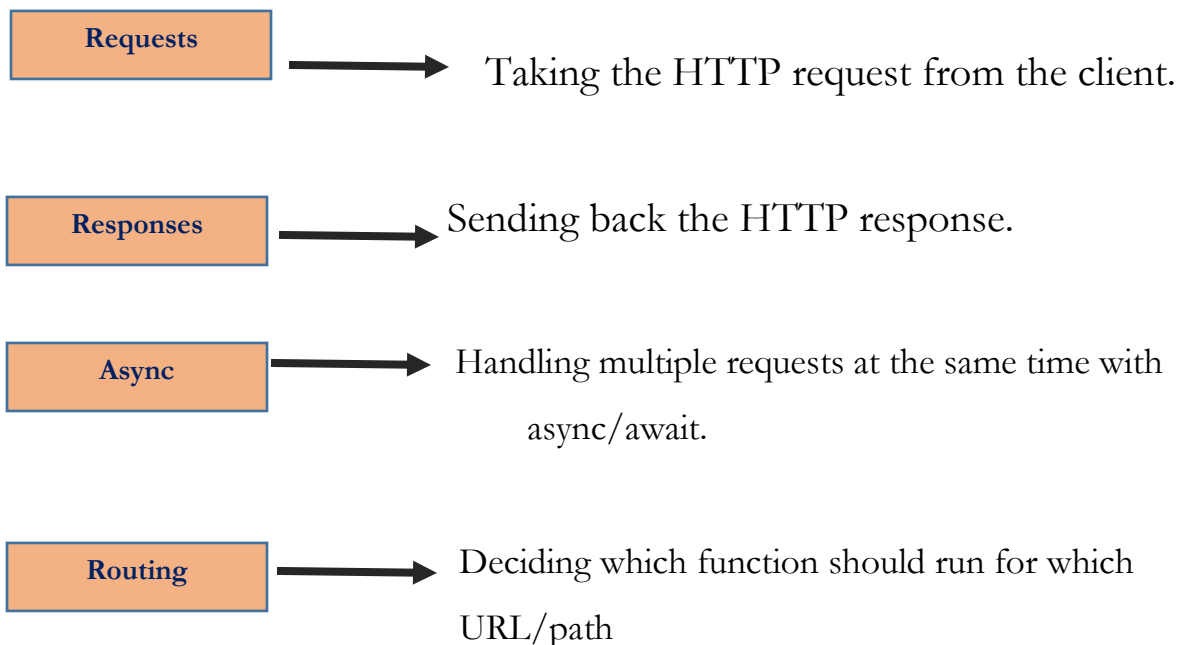 Requests
Taking the HTTP request from the client.
Responses
Sending back the HTTP response.
Async
Handling multiple requests at the same time with
async/await.
Routing
Deciding which function should run for which
URL/path